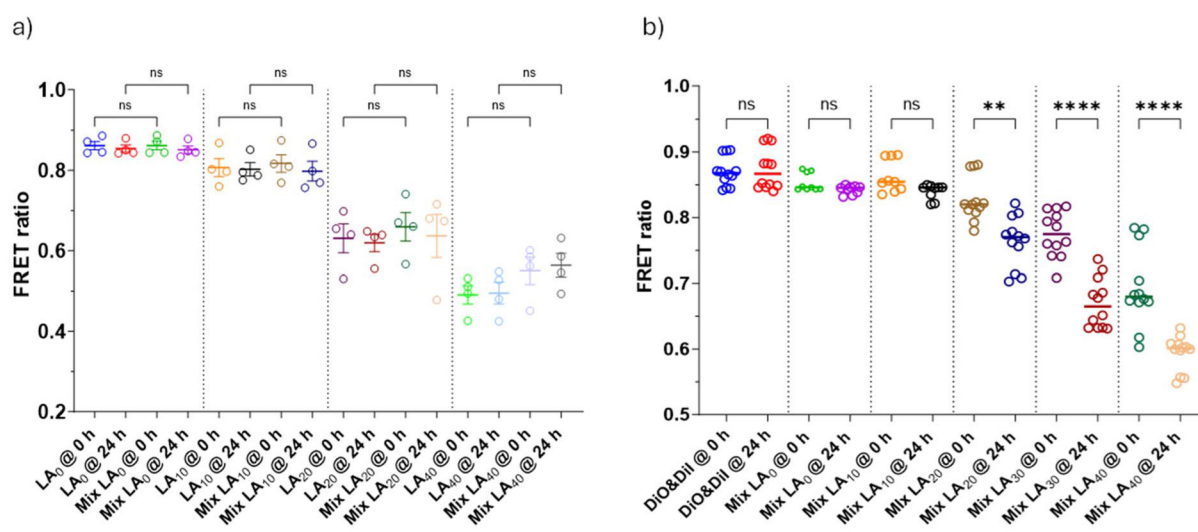 a)
ns ns ns ns
ns ns ns ns
FRET ratio
1.0
0.8
0.6
0.4
0.2
LA₀ @ 0 h
LA₀ @ 24 h
Mix LA₀ @ 0 h
Mix LA₀ @ 24 h
LA₁₀ @ 0 h
LA₁₀ @ 24 h
Mix LA₁₀ @ 0 h
Mix LA₁₀ @ 24 h
LA₂₀ @ 0 h
LA₂₀ @ 24 h
Mix LA₂₀ @ 0 h
Mix LA₂₀ @ 24 h
LA₄₀ @ 0 h
LA₄₀ @ 24 h
Mix LA₄₀ @ 0 h
Mix LA₄₀ @ 24 h
b)
ns ns ns ** **** ****
FRET ratio
1.0
0.9
0.8
0.7
0.6
0.5
DiO&DiI @ 0 h
DiO&DiI @ 24 h
Mix LA₀ @ 0 h
Mix LA₀ @ 24 h
Mix LA₁₀ @ 0 h
Mix LA₁₀ @ 24 h
Mix LA₂₀ @ 0 h
Mix LA₂₀ @ 24 h
Mix LA₃₀ @ 0 h
Mix LA₃₀ @ 24 h
Mix LA₄₀ @ 0 h
Mix LA₄₀ @ 24 h